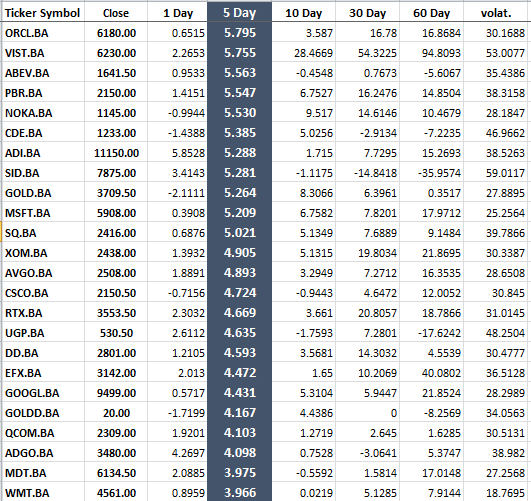 Ticker Symbol Close 1 Day 5 Day 10 Day 30 Day 60 Day volat.
ORCL.BA 6180.00 0.6515 5.795 3.587 16.78 16.8684 30.1688
VIST.BA 6230.00 2.2653 5.755 28.4669 54.3225 94.8083 53.0077
ABEV.BA 1641.50 0.9533 5.563 -0.4548 0.7673 -5.6067 35.4386
PBR.BA 2150.00 1.4151 5.547 6.7527 16.2476 14.8504 38.3158
NOKA.BA 1145.00 -0.9944 5.530 9.517 14.6146 10.4679 28.1847
CDE.BA 1233.00 -1.4388 5.385 5.0256 -2.9134 -7.2235 46.9662
ADI.BA 11150.00 5.8528 5.288 1.715 7.7295 15.2693 38.5263
SID.BA 7875.00 3.4143 5.281 -1.1175 -14.8418 -35.9574 59.0117
GOLD.BA 3709.50 -2.1111 5.264 8.3066 6.3961 0.3517 27.8895
MSFT.BA 5908.00 0.3908 5.209 6.7582 7.8201 17.9712 25.2564
SQ.BA 2416.00 0.6876 5.021 5.1349 7.6889 9.1484 39.7866
XOM.BA 2438.00 1.3932 4.905 5.1315 19.8034 21.8695 30.3387
AVGO.BA 2508.00 1.8891 4.893 3.2949 7.2712 16.3535 28.6508
CSCO.BA 2150.50 -0.7156 4.724 -0.9443 4.6472 12.0052 30.845
RTX.BA 3553.50 2.3032 4.669 3.661 20.8057 18.7866 31.0145
UGP.BA 530.50 2.6112 4.635 -1.7593 7.2801 -17.6242 48.2504
DD.BA 2801.00 1.2105 4.593 3.5681 14.3032 4.5539 30.4777
EFX.BA 3142.00 2.013 4.472 1.65 10.2069 40.0802 36.5128
GOOGL.BA 9499.00 0.5717 4.431 5.3104 5.9447 21.8524 28.2989
GOLDD.BA 20.00 -1.7199 4.167 4.4386 0 -8.2569 34.0563
QCOM.BA 2309.00 1.9201 4.103 1.2719 2.645 1.6285 30.5131
ADGO.BA 3480.00 4.2697 4.098 0.7528 -3.0641 5.3747 38.982
MDT.BA 6134.50 2.0885 3.975 -0.5592 1.5814 17.0148 27.2568
WMT.BA 4561.00 0.8959 3.966 0.0219 5.1285 7.9144 18.7695